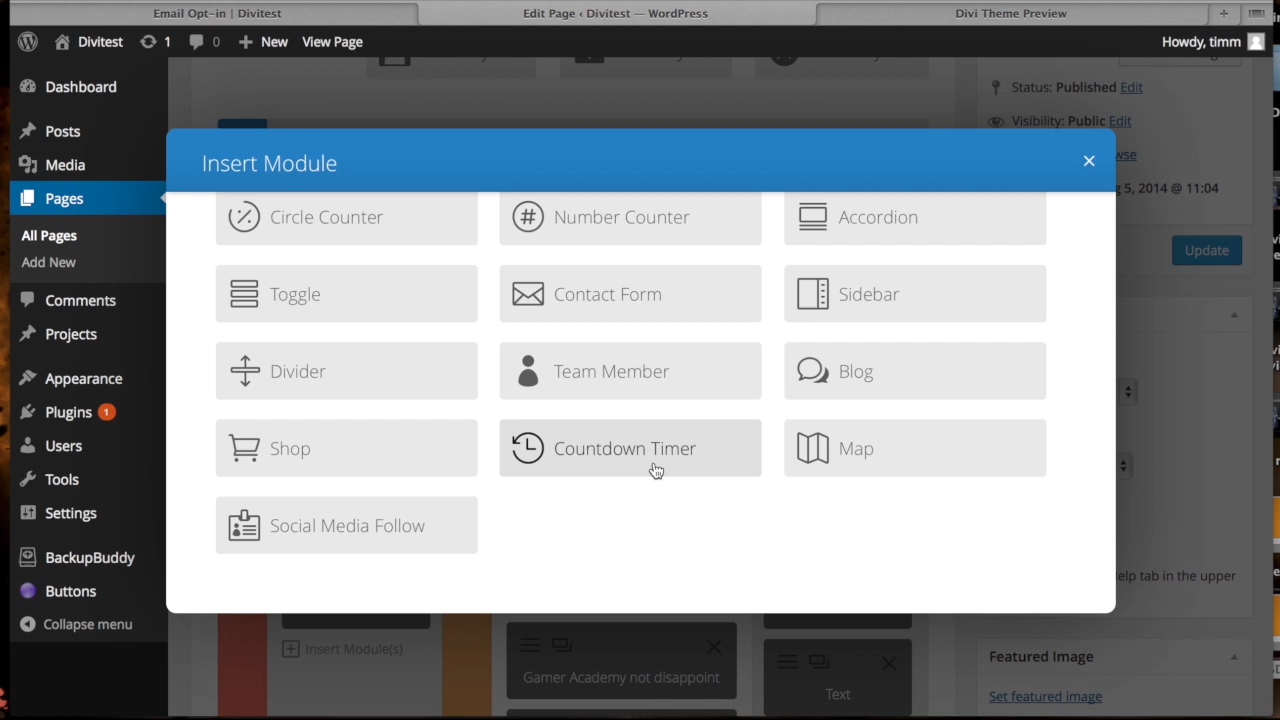 Email Opt-in | Divitest
Edit Page ‹ Divitest — WordPress
Divi Theme Preview
Divitest
1
0
New
View Page
Howdy, timm
Dashboard
Posts
Media
Pages
All Pages
Add New
Comments
Projects
Appearance
Plugins 1
Users
Tools
Settings
BackupBuddy
Buttons
Collapse menu
Status: Published Edit
Visibility: Public Edit
5, 2014 @ 11:04
Update
Insert Module
Circle Counter
Number Counter
Accordion
Toggle
Contact Form
Sidebar
Divider
Team Member
Blog
Shop
Countdown Timer
Map
Social Media Follow
tab in the upper
Insert Module(s)
Gamer Academy not disappoint
Text
Featured Image
Set featured image